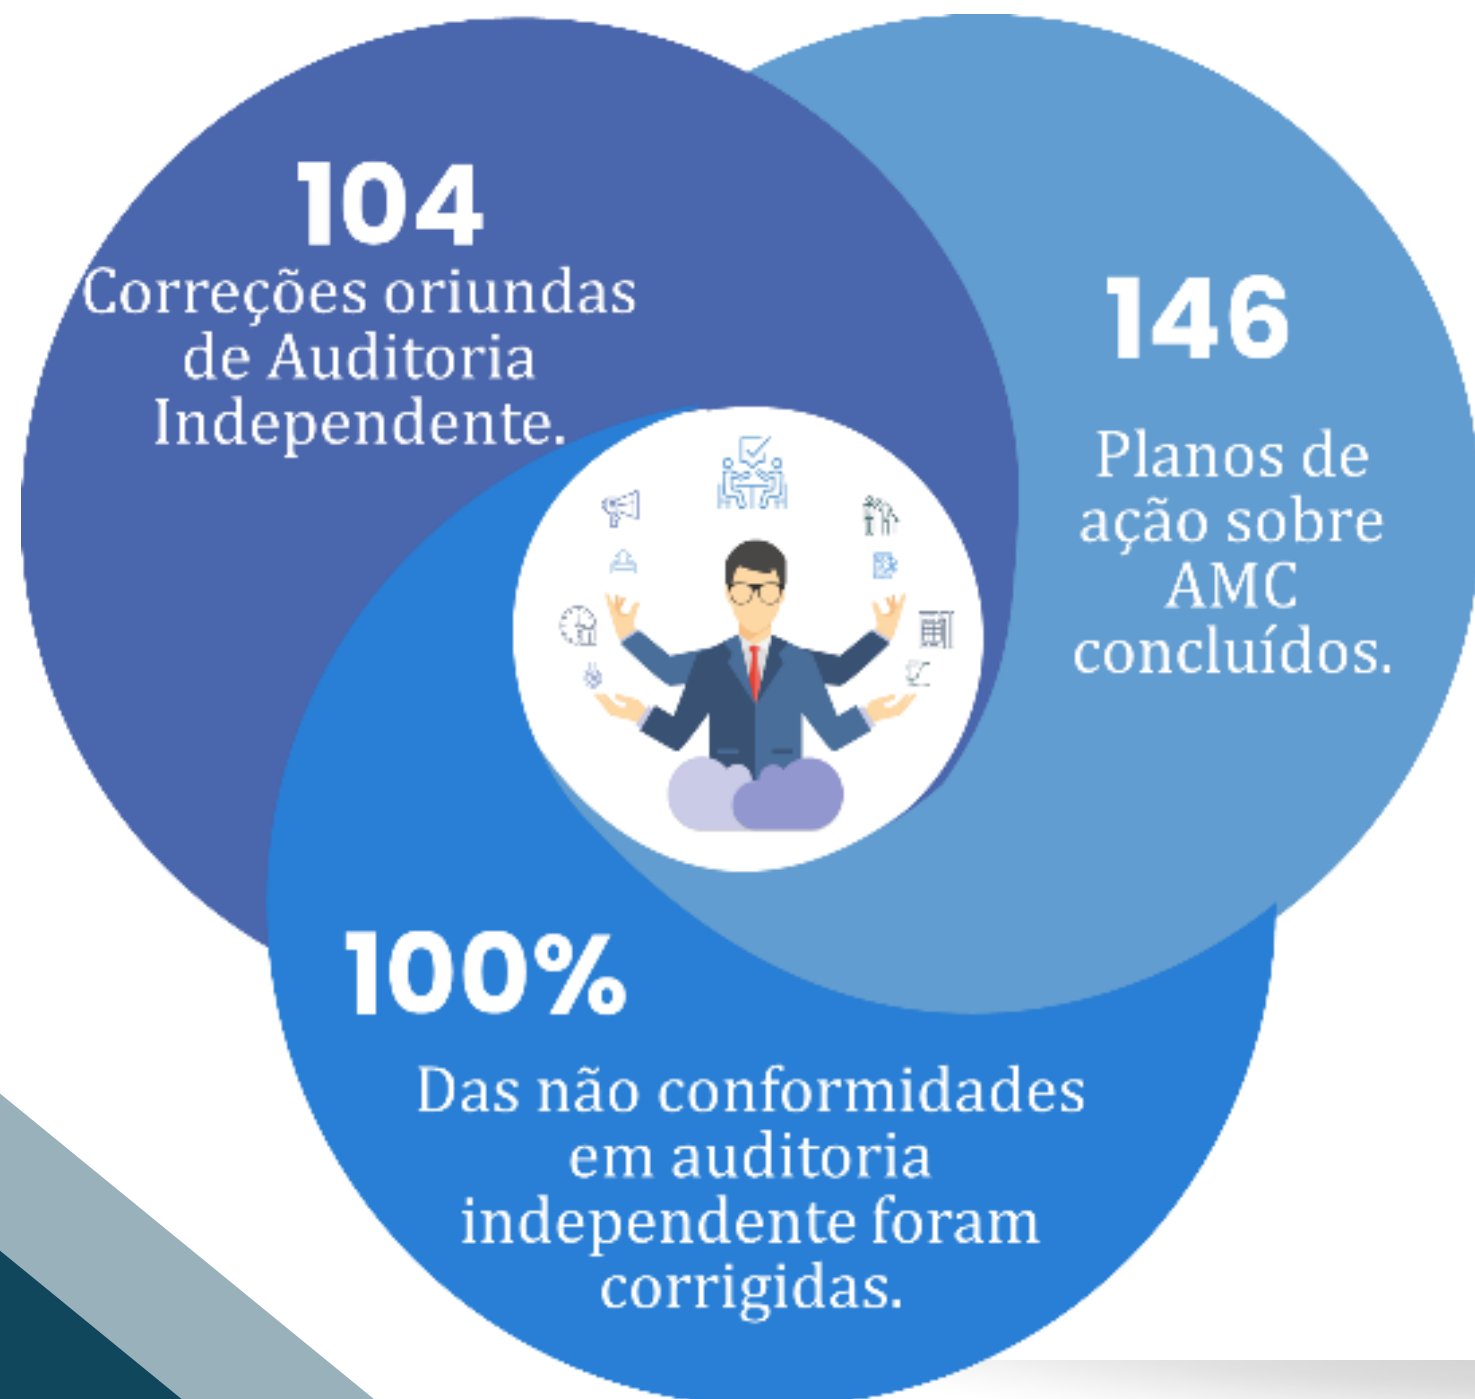 104
Correções oriundas
de Auditoria
Independente.
146
Planos de
ação sobre
AMC
concluídos.
100%
Das não conformidades
em auditoria
independente foram
corrigidas.